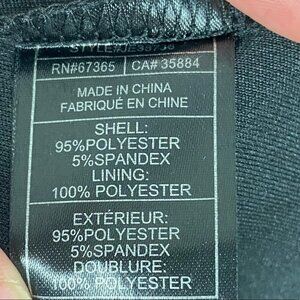 RN#67365 CA# 35884
MADE IN CHINA
FABRIQUÉ EN CHINE
SHELL:
95%POLYESTER
5%SPANDEX
LINING:
100% POLYESTER
EXTÉRIEUR:
95%POLYESTER
5%SPANDEX
DOUBLURE:
100% POLYESTER